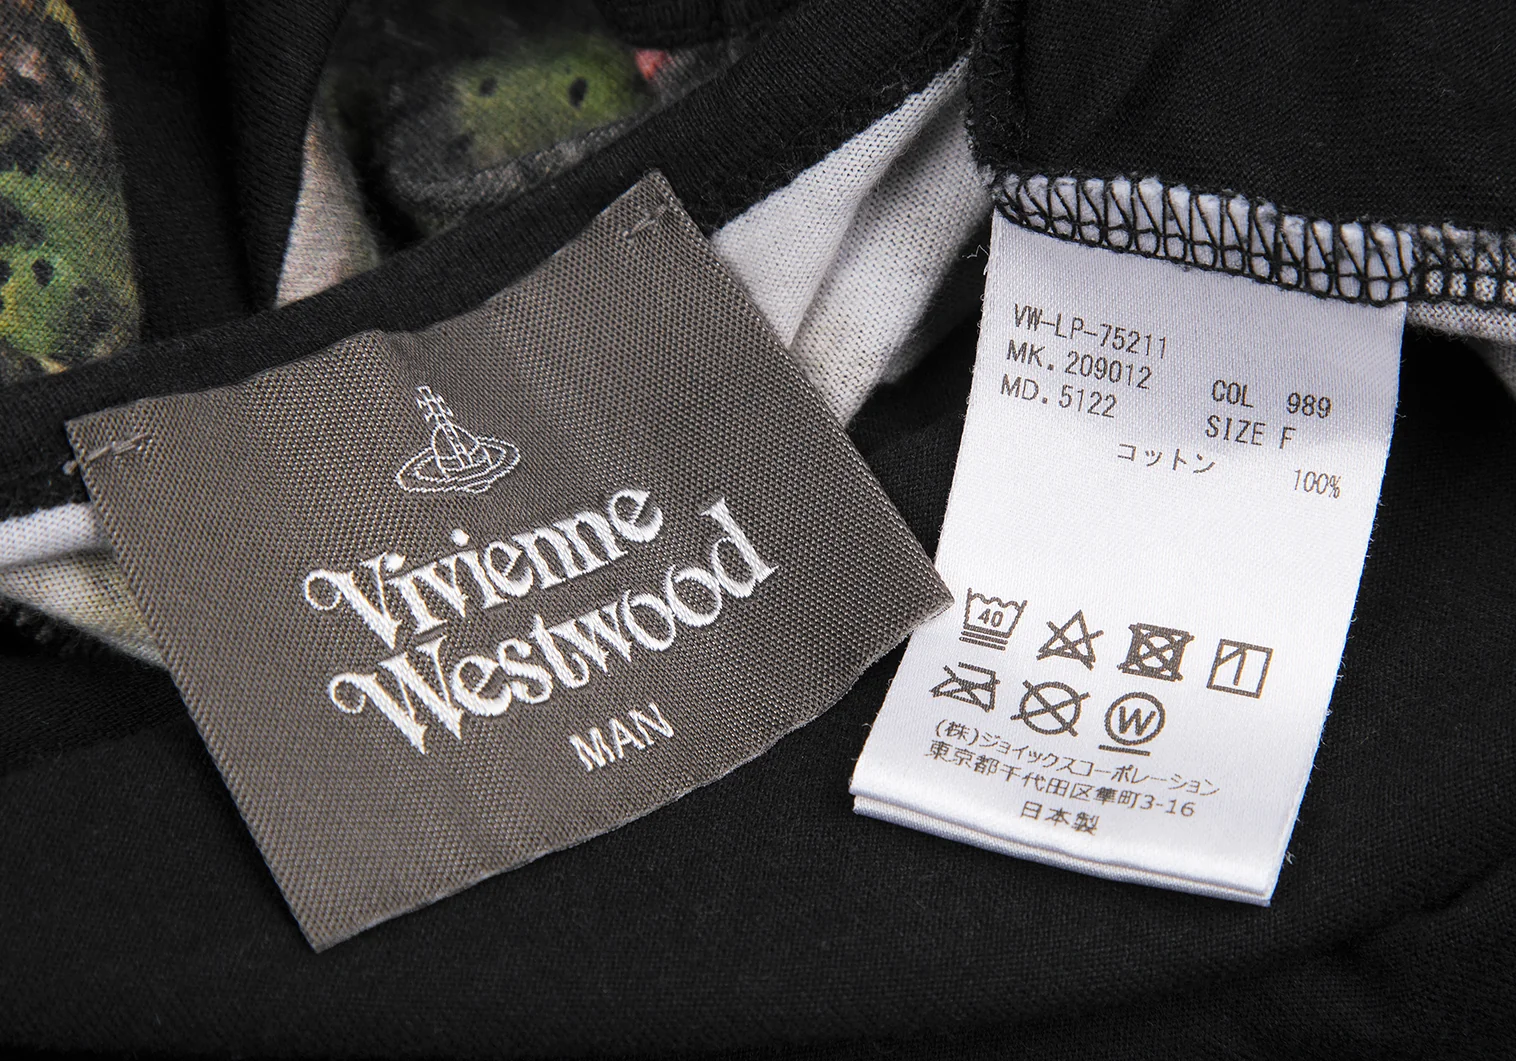 Vivienne
Westwood
MAN
VW-LP-75211
MK.209012 COL 989
MD.5122 SIZE F
コットン 100%
40
W
(株)ジョイックスコーポレーション
東京都千代田区隼町3-16
日本製